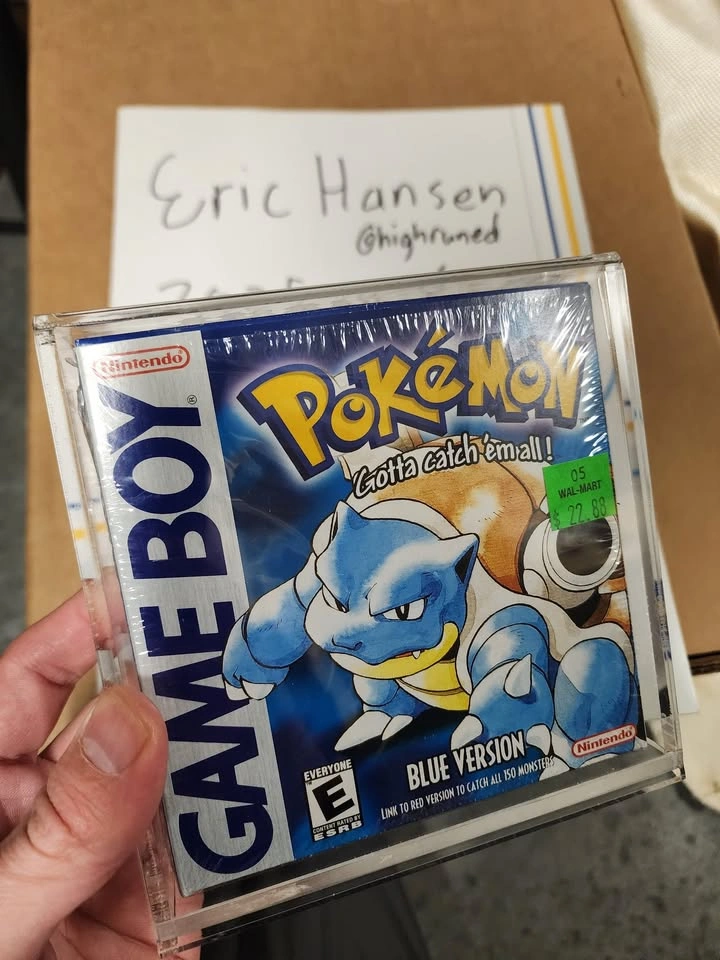 Eric Hansen
@highruned
Nintendo
GAME BOY
®
POKéMON
Gotta catch 'em all!
05
WAL-MART
$ 22.88
EVERYONE
E
CONTENT RATED BY
ESRB
BLUE VERSION
LINK TO RED VERSION TO CATCH ALL 150 MONSTERS
Nintendo